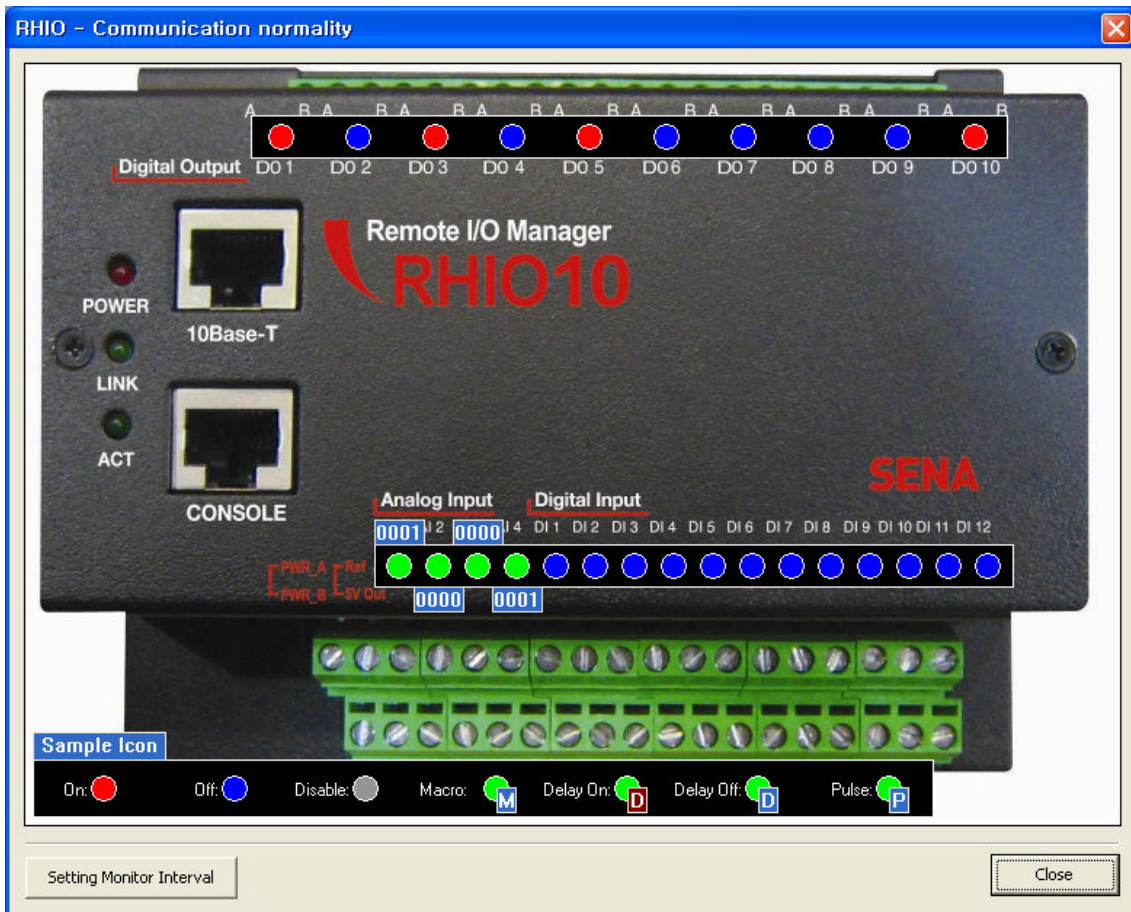 RHIO - Communication normality
A B A B A B A B A B A B A B A B A B A B
Digital Output DO 1 DO 2 DO 3 DO 4 DO 5 DO 6 DO 7 DO 8 DO 9 DO 10
Remote I/O Manager
RHIO10
POWER
10Base-T
LINK
ACT
CONSOLE
SENA
Analog Input Digital Input
0001 I 2 0000 I 4 DI 1 DI 2 DI 3 DI 4 DI 5 DI 6 DI 7 DI 8 DI 9 DI 10 DI 11 DI 12
PWR_A Ref
PWR_B 5V Out
0000 0001
Sample Icon
On: Off: Disable: Macro: M Delay On: D Delay Off: D Pulse: P
Setting Monitor Interval
Close